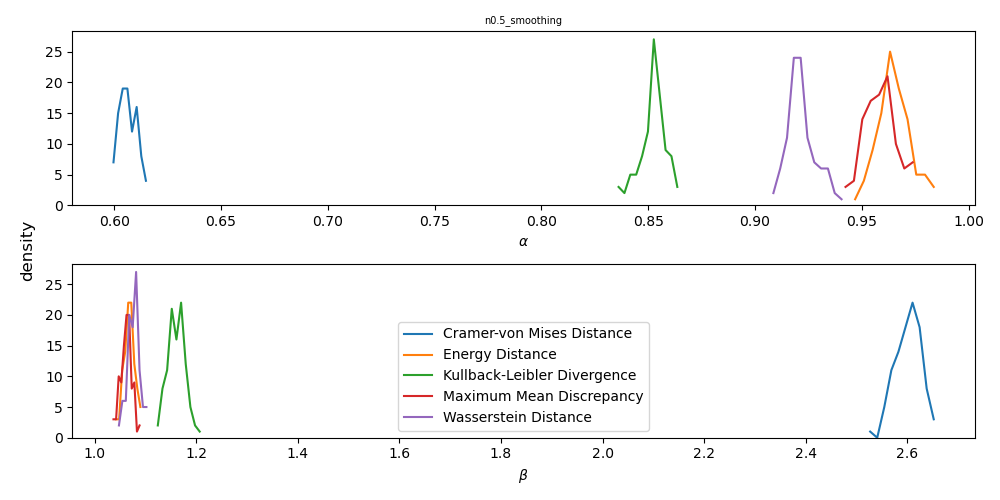 n0.5_smoothing
25
20
15
10
5
0
0.60 0.65 0.70 0.75 0.80 0.85 0.90 0.95 1.00
α
density
25
20
15
10
5
0
Cramer-von Mises Distance
Energy Distance
Kullback-Leibler Divergence
Maximum Mean Discrepancy
Wasserstein Distance
1.0 1.2 1.4 1.6 1.8 2.0 2.2 2.4 2.6
β